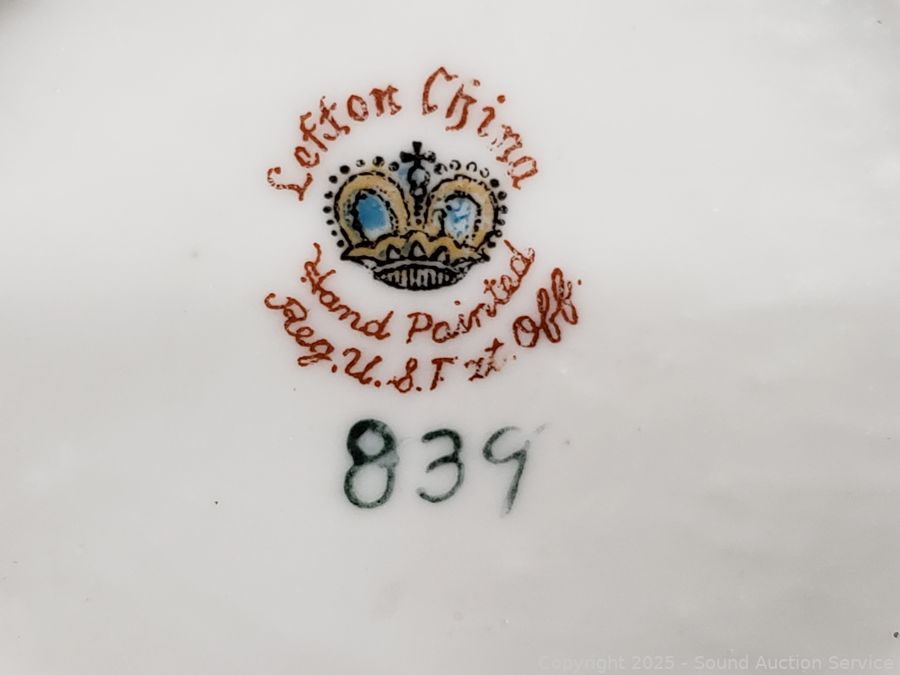 Lefton China
Hand Painted
Reg. U. S. Pat. Off.
839
Copyright 2025 - Sound Auction Service